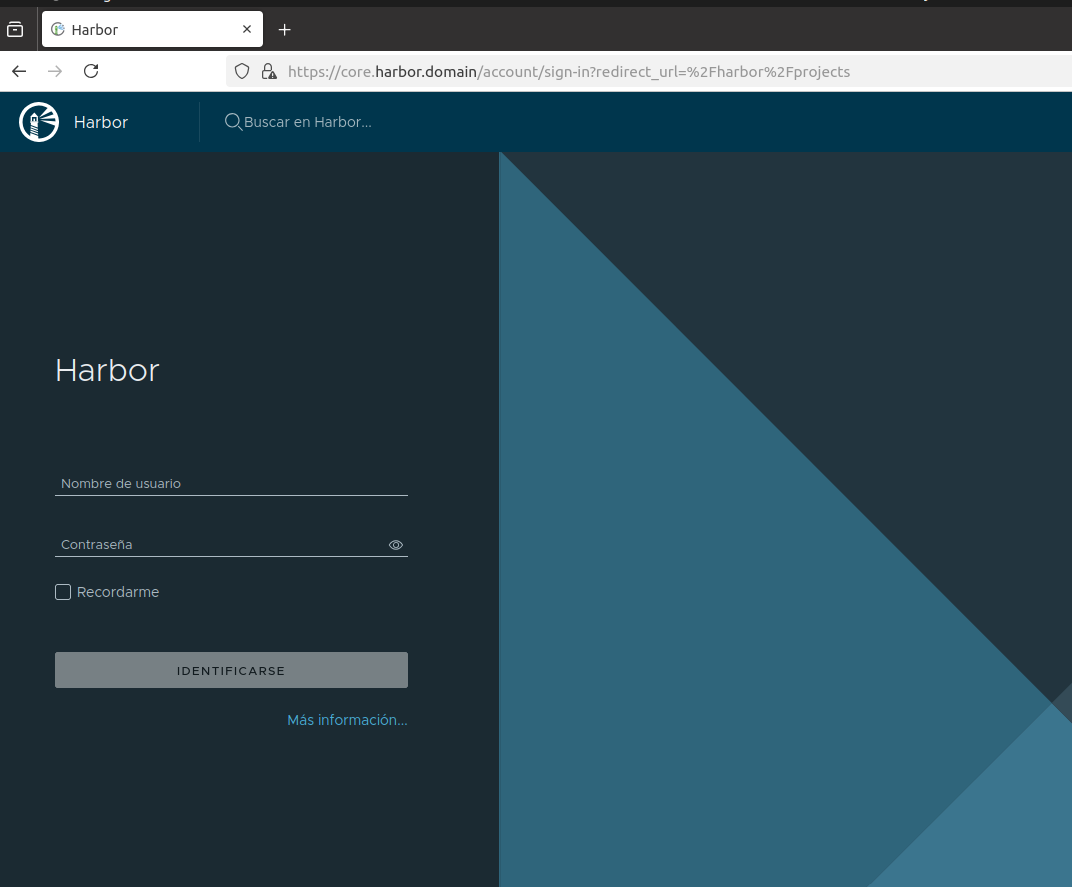 Harbor
https://core.harbor.domain/account/sign-in?redirect_url=%2Fharbor%2Fprojects
Harbor
Buscar en Harbor...
Harbor
Nombre de usuario
Contraseña
Recordarme
IDENTIFICARSE
Más información...